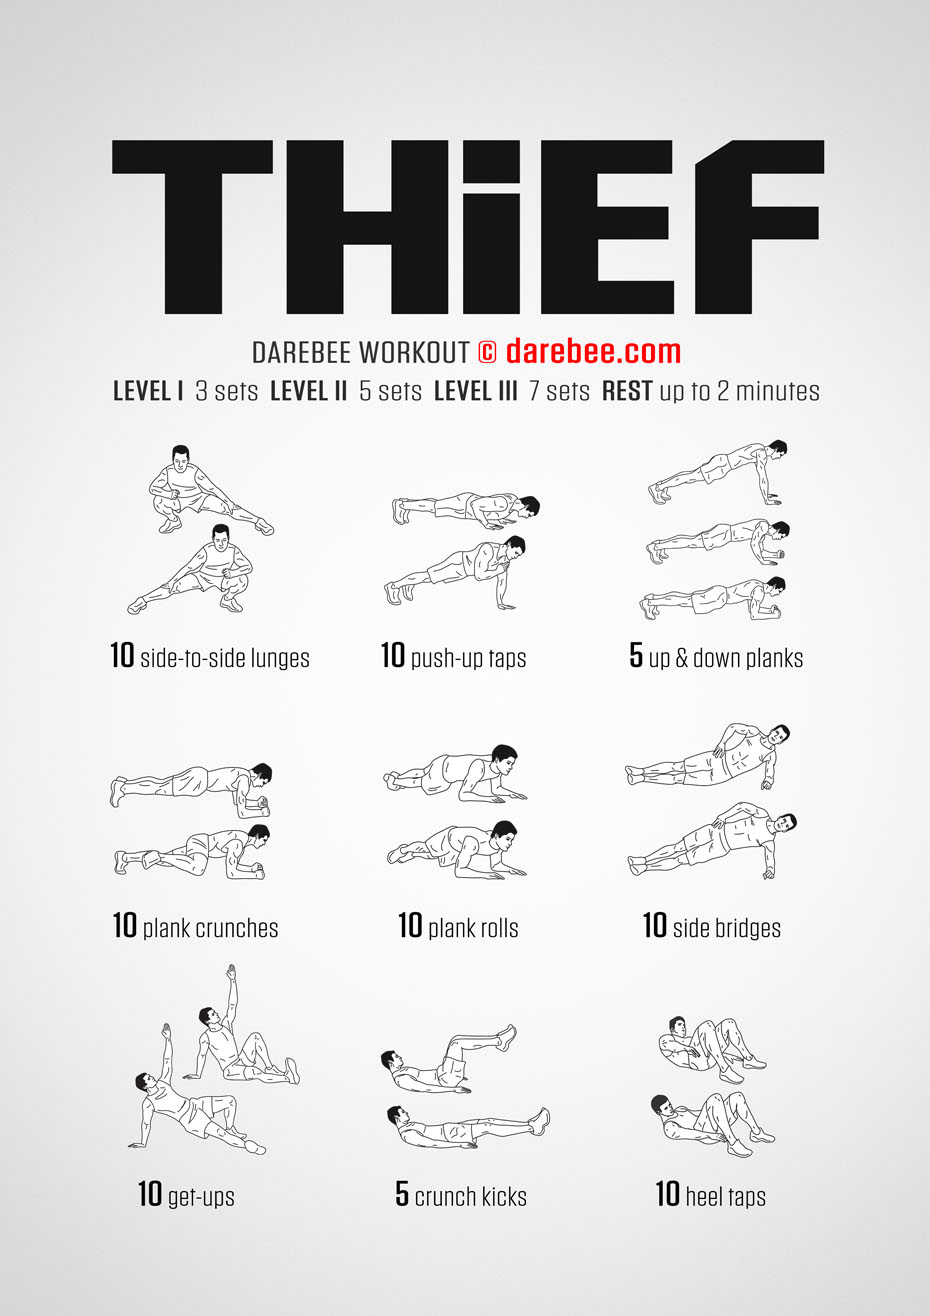 THiEF
DAREBEE WORKOUT © darebee.com
LEVEL I 3 sets LEVEL II 5 sets LEVEL III 7 sets REST up to 2 minutes
10 side-to-side lunges
10 push-up taps
5 up & down planks
10 plank crunches
10 plank rolls
10 side bridges
10 get-ups
5 crunch kicks
10 heel taps